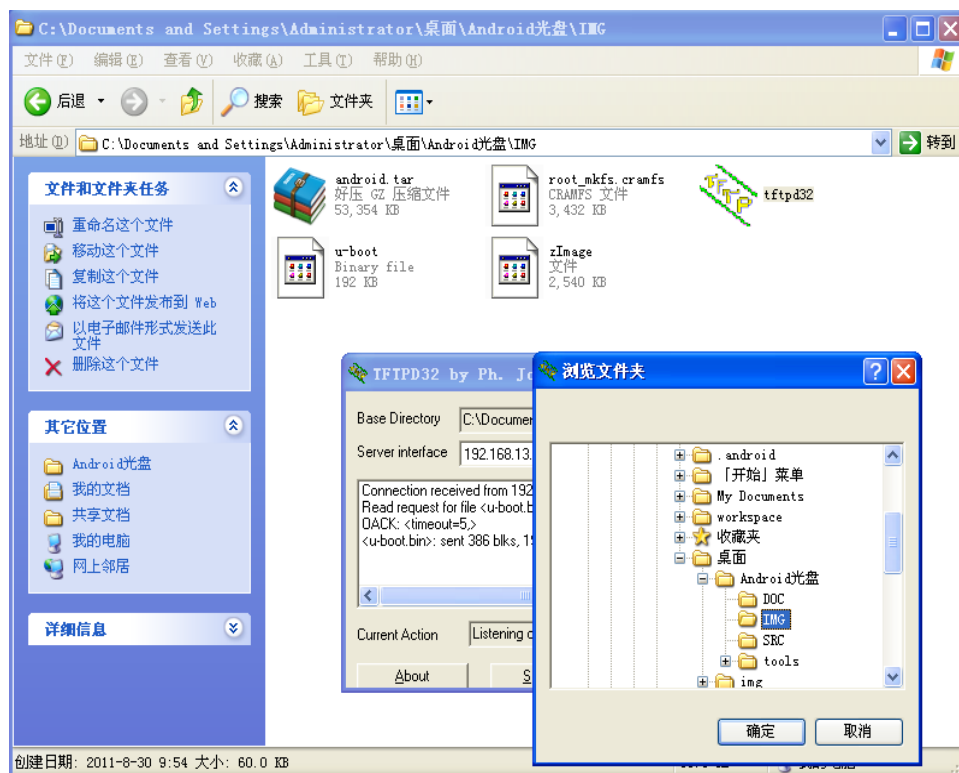 C:\Documents and Settings\Administrator\桌面\Android光盘\IMG
文件(F) 编辑(E) 查看(V) 收藏(A) 工具(T) 帮助(H)
后退 搜索 文件夹
地址(D) C:\Documents and Settings\Administrator\桌面\Android光盘\IMG 转到
文件和文件夹任务
重命名这个文件
移动这个文件
复制这个文件
将这个文件发布到 Web
以电子邮件形式发送此
文件
删除这个文件
其它位置
Android光盘
我的文档
共享文档
我的电脑
网上邻居
详细信息
android.tar
好压 GZ 压缩文件
53,354 KB
root_mkfs.cramfs
CRAMFS 文件
3,432 KB
tftpd32
u-boot
Binary file
192 KB
zImage
文件
2,540 KB
TFTPD32 by Ph. Jo
Base Directory C:\Documen
Server interface 192.168.13.
Connection received from 192
Read request for file <u-boot.b
OACK: <timeout=5,>
<u-boot.bin>: sent 386 blks, 19
Current Action Listening o
About S
浏览文件夹
.android
「开始」菜单
My Documents
workspace
收藏夹
桌面
Android光盘
DOC
IMG
SRC
tools
img
确定 取消
创建日期: 2011-8-30 9:54 大小: 60.0 KB